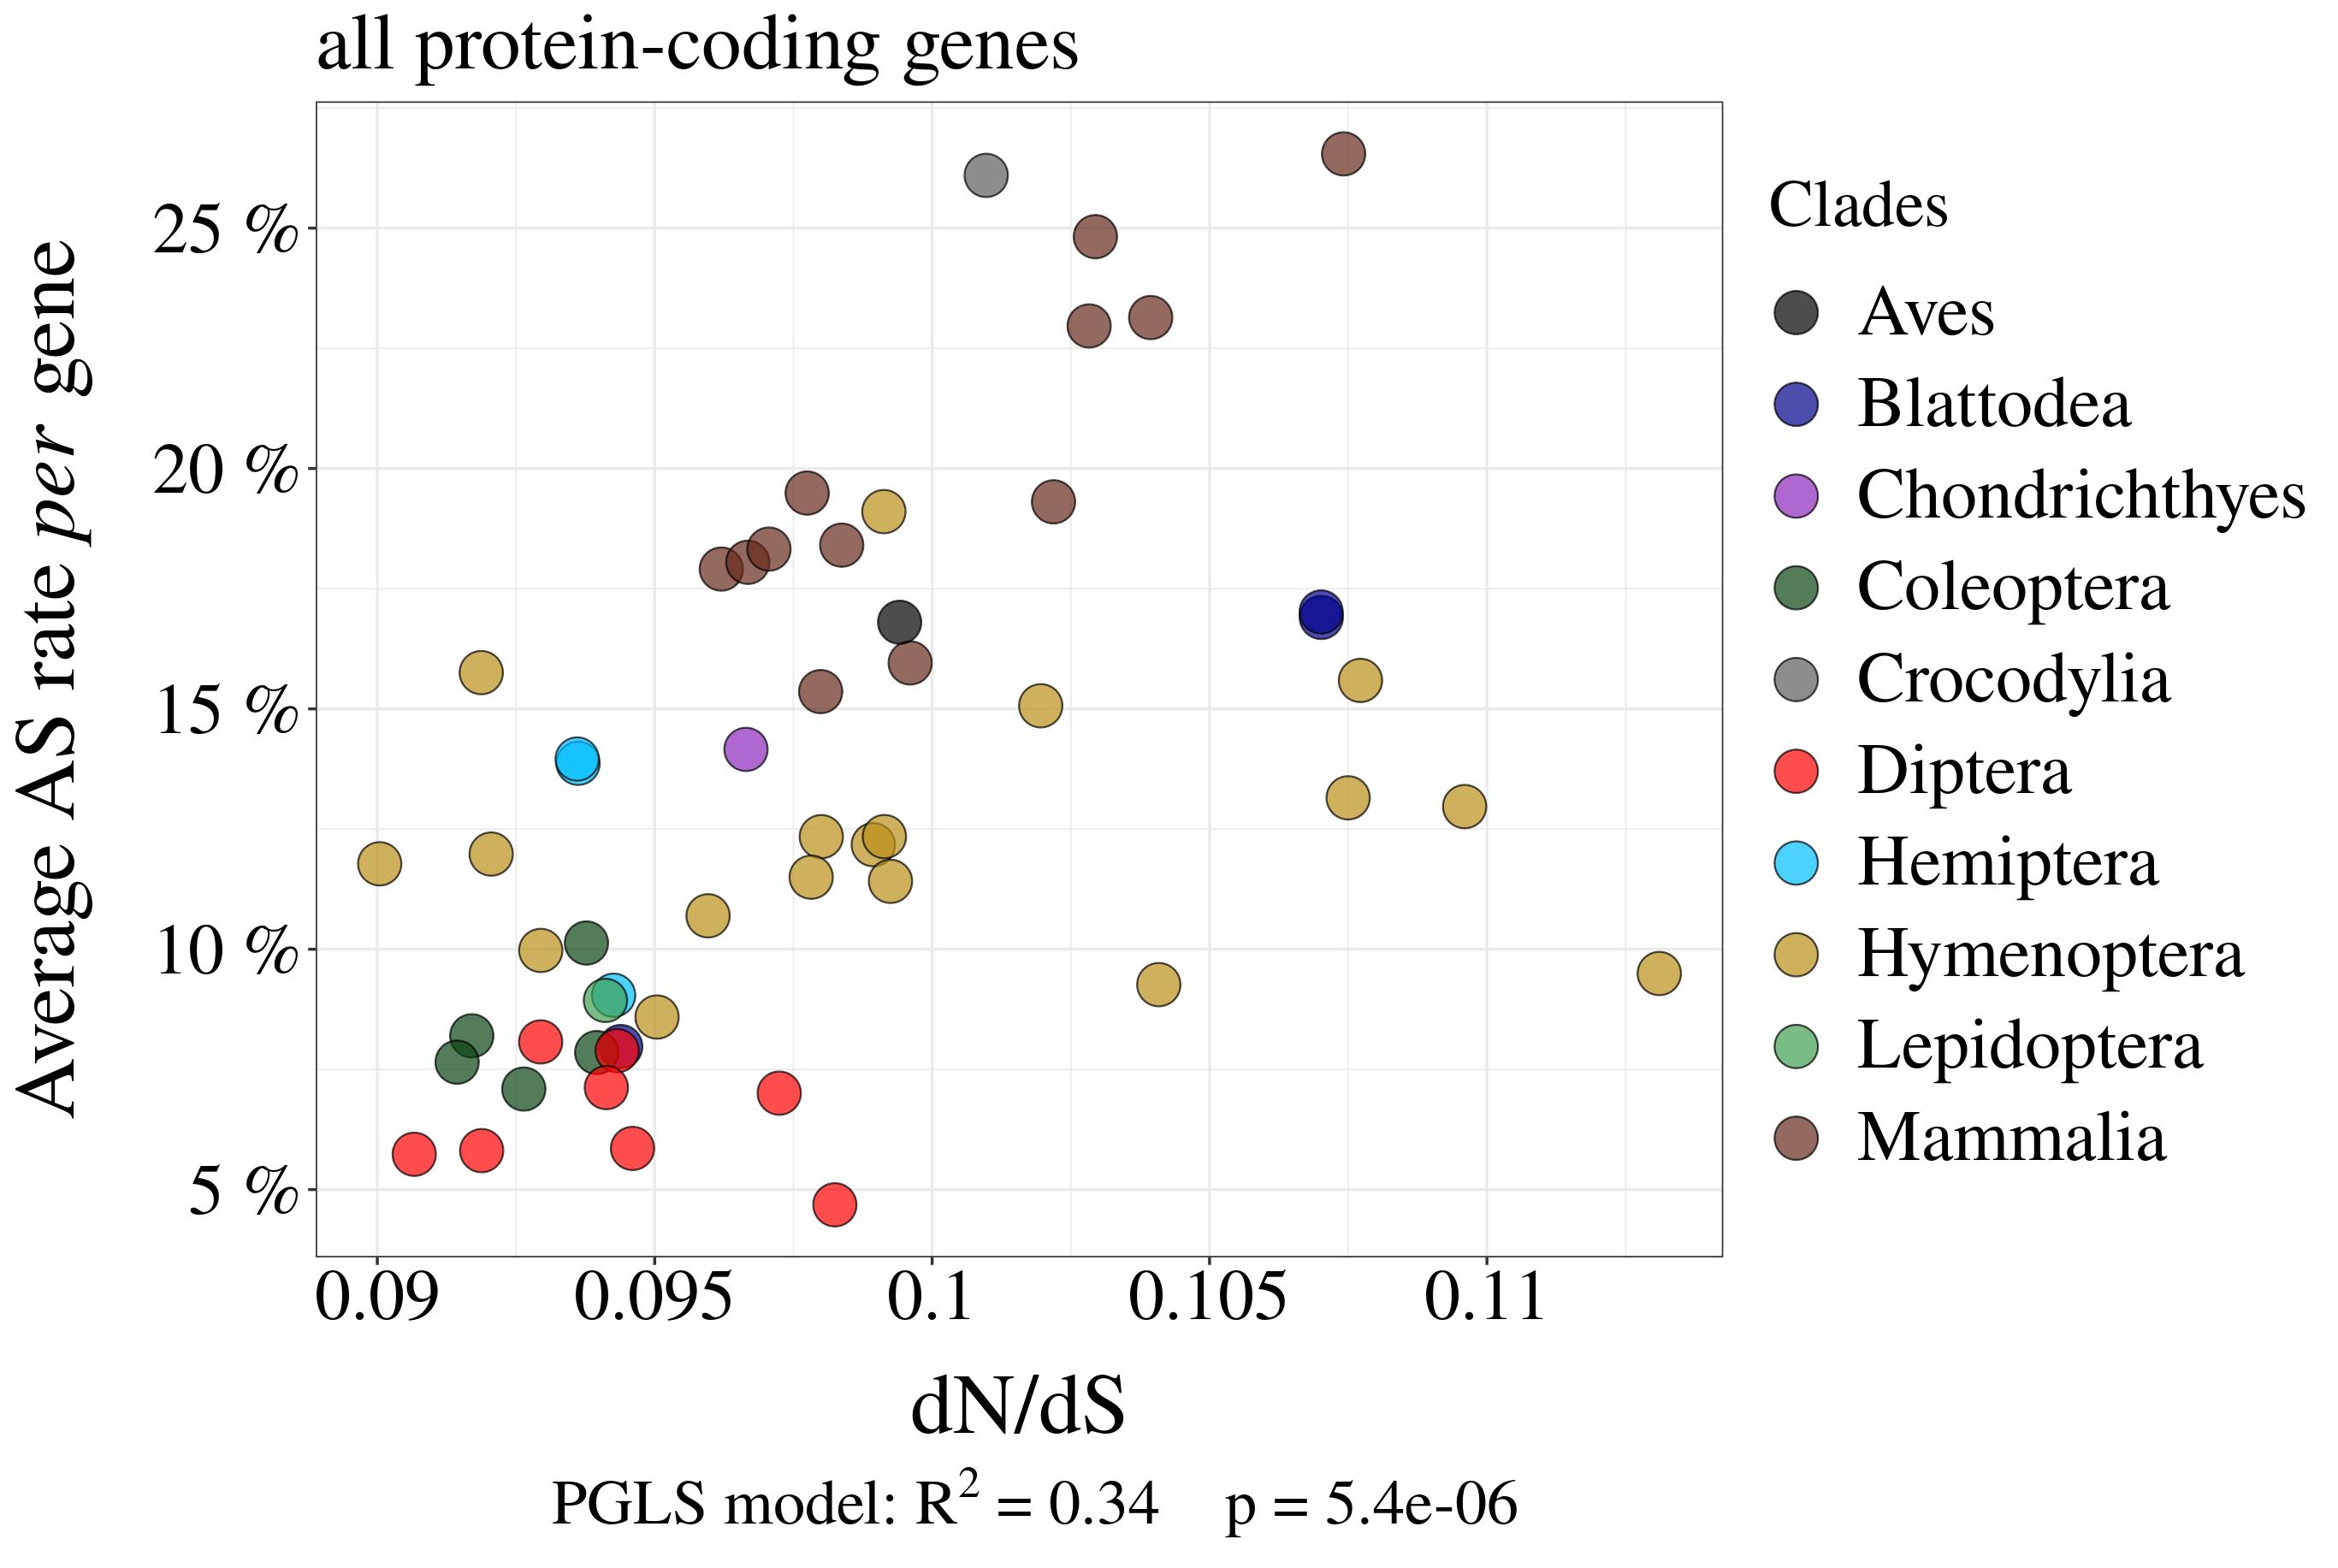 all protein-coding genes
Average AS rate per gene
25 %
20 %
15 %
10 %
5 %
0.09
0.095
0.1
0.105
0.11
dN/dS
PGLS model: R² = 0.34 p = 5.4e-06
Clades
Aves
Blattodea
Chondrichthyes
Coleoptera
Crocodylia
Diptera
Hemiptera
Hymenoptera
Lepidoptera
Mammalia